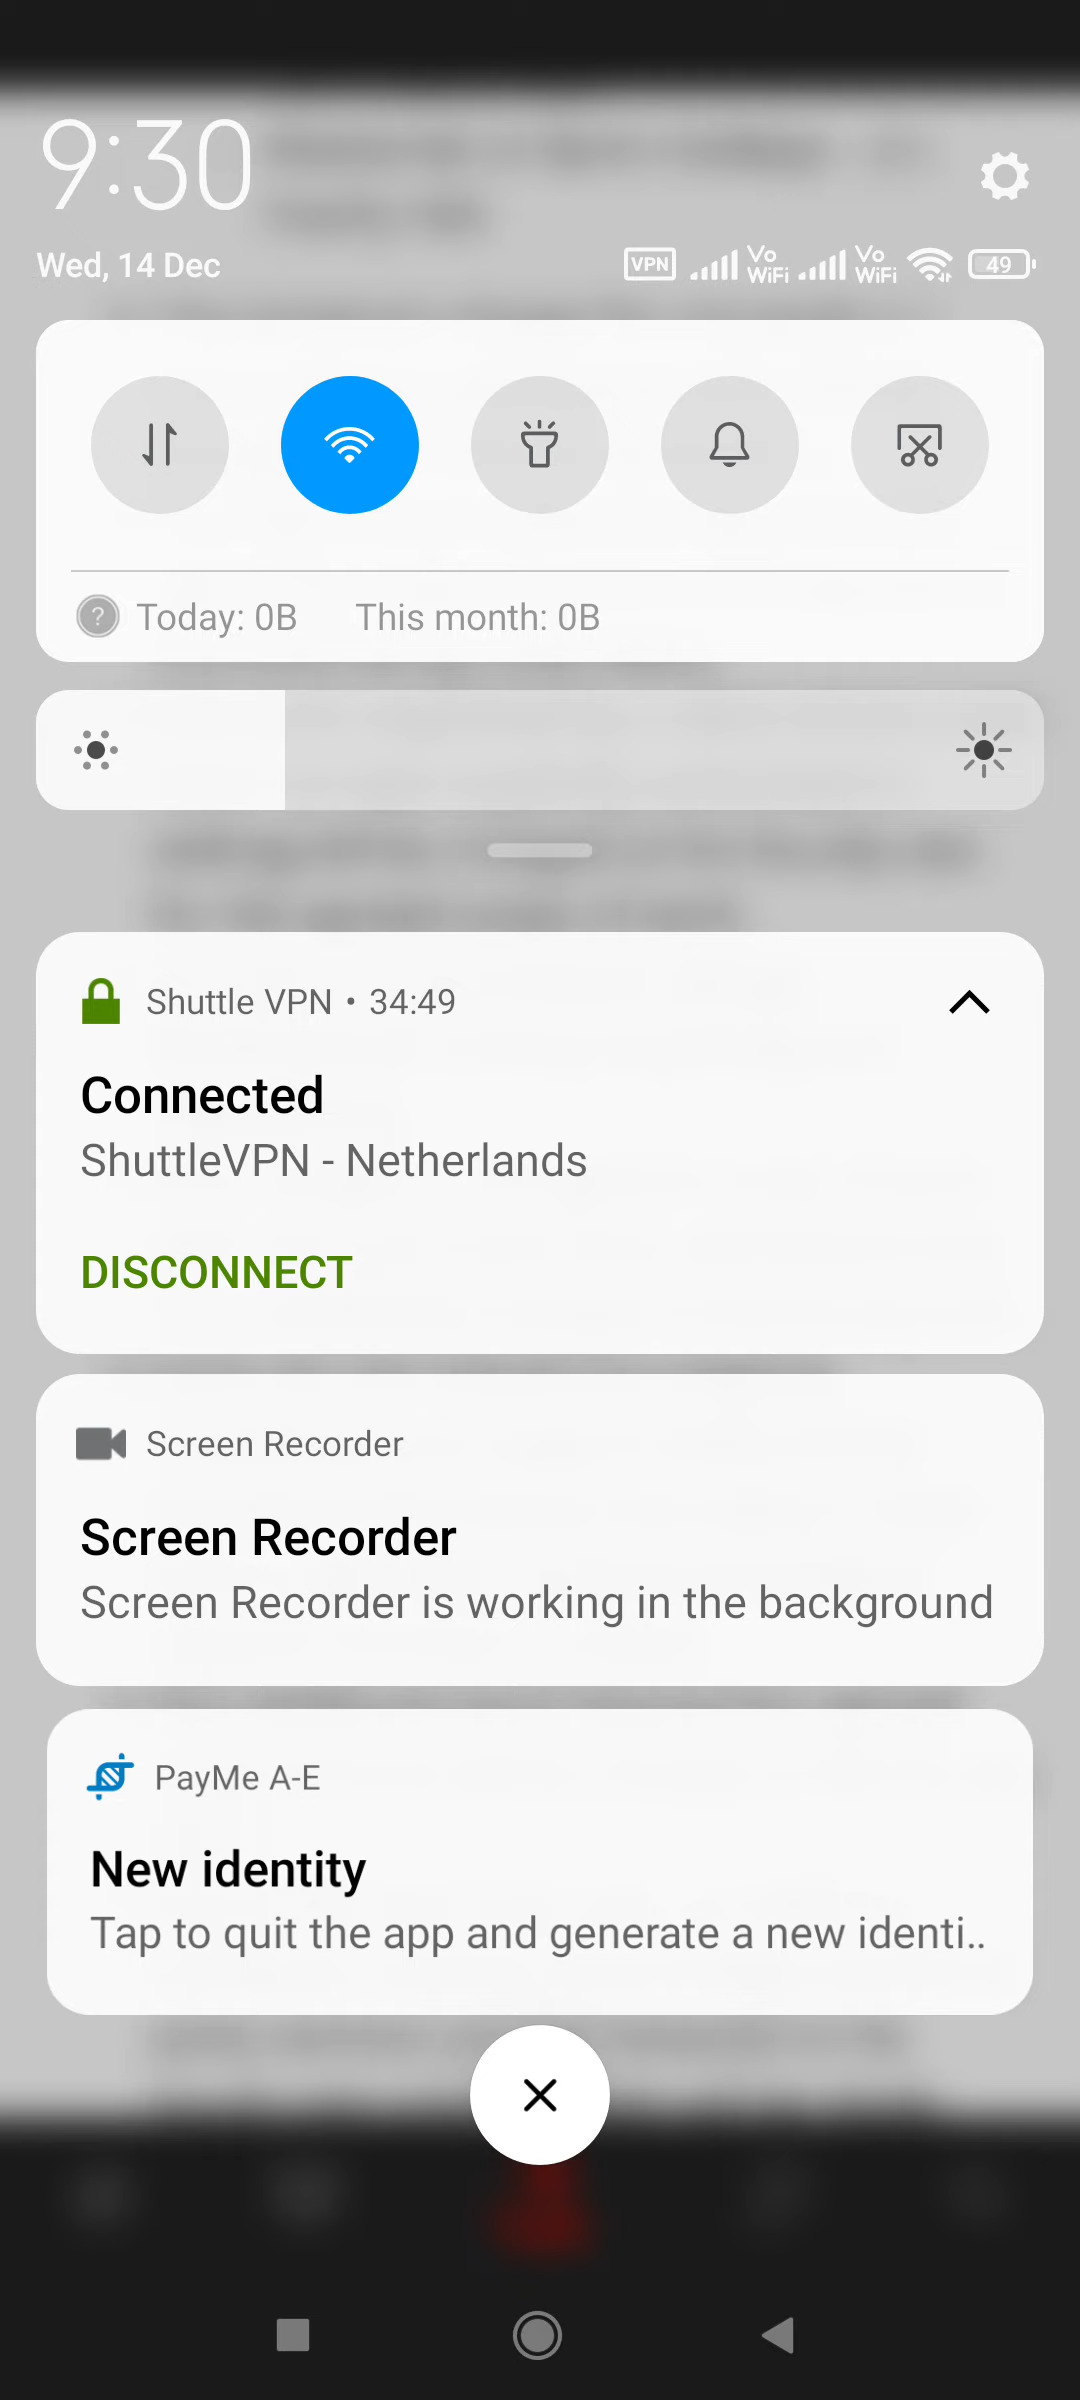 9:30
Wed, 14 Dec
VPN Vo WiFi Vo WiFi 49
Today: 0B This month: 0B
Shuttle VPN • 34:49
Connected
ShuttleVPN - Netherlands
DISCONNECT
Screen Recorder
Screen Recorder
Screen Recorder is working in the background
PayMe A-E
New identity
Tap to quit the app and generate a new identi..